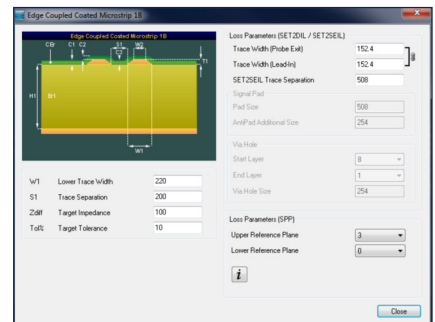 Edge Coupled Coated Microstrip 1B
Edge Coupled Coated Microstrip 1B
CEr C1 C2 S1 W2
C3
T1
H1 Er1
W1
W1 Lower Trace Width 220
S1 Trace Separation 200
Zdiff Target Impedance 100
Tol% Target Tolerance 10
Loss Parameters (SET2DIL / SET2SEIL)
Trace Width (Probe Exit) 152.4
Trace Width (Lead-In) 152.4
SET2SEIL Trace Separation 508
Signal Pad
Pad Size 508
AntiPad Additional Size 254
Via Hole
Start Layer 8
End Layer 1
Via Hole Size 254
Loss Parameters (SPP)
Upper Reference Plane 3
Lower Reference Plane 0
i
Close